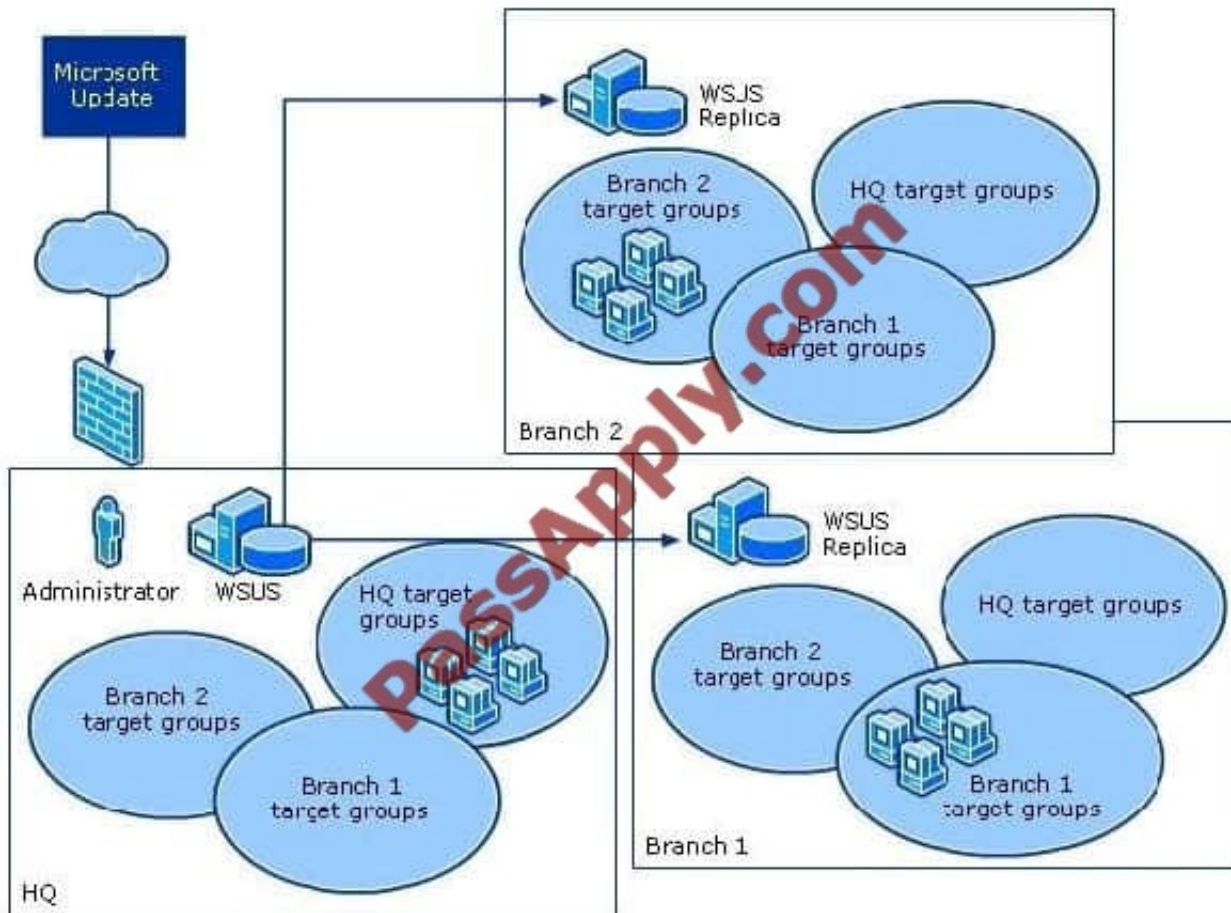 Microsoft
Update
WSUS
Replica
Branch 2
target groups
HQ target groups
Branch 1
target groups
Branch 2
Administrator
WSUS
HQ target
groups
Branch 2
target groups
Branch 1
target groups
HQ
WSUS
Replica
HQ target groups
Branch 2
target groups
Branch 1
target groups
Branch 1
PassApply.com